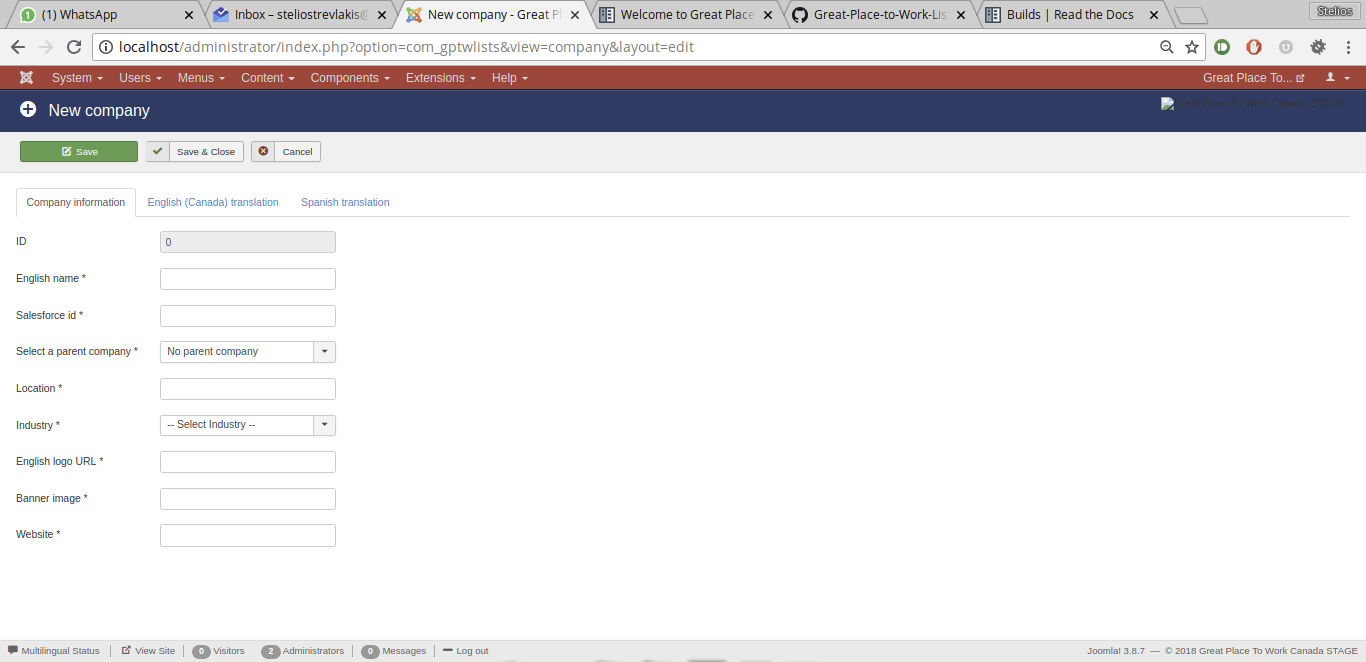 (1) WhatsApp Inbox – steliostrevlakis@ New company - Great Pl Welcome to Great Place Great-Place-to-Work-Lis Builds | Read the Docs Stelios
localhost/administrator/index.php?option=com_gptwlists&view=company&layout=edit
System Users Menus Content Components Extensions Help Great Place To...
New company Great Place To Work Canada STAGE
Save Save & Close Cancel
Company information English (Canada) translation Spanish translation
ID 0
English name *
Salesforce id *
Select a parent company * No parent company
Location *
Industry * -- Select Industry --
English logo URL *
Banner image *
Website *
Multilingual Status View Site 0 Visitors 2 Administrators 0 Messages Log out Joomla! 3.8.7 — © 2018 Great Place To Work Canada STAGE